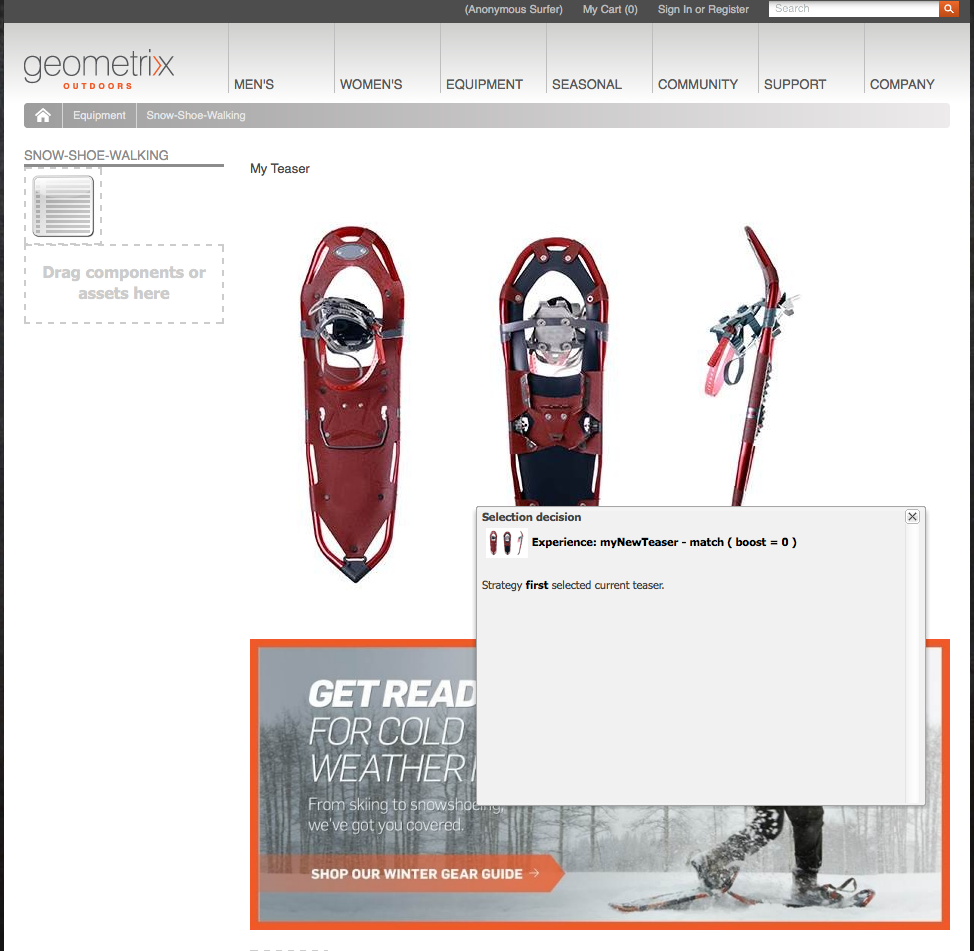 (Anonymous Surfer) My Cart (0) Sign In or Register Search
geometrixx
OUTDOORS
MEN'S WOMEN'S EQUIPMENT SEASONAL COMMUNITY SUPPORT COMPANY
Equipment Snow-Shoe-Walking
SNOW-SHOE-WALKING
My Teaser
Drag components or
assets here
Selection decision
Experience: myNewTeaser - match ( boost = 0 )
Strategy first selected current teaser.
GET READ
FOR COLD
WEATHER
From skiing to snowshoeing,
we've got you covered.
SHOP OUR WINTER GEAR GUIDE →